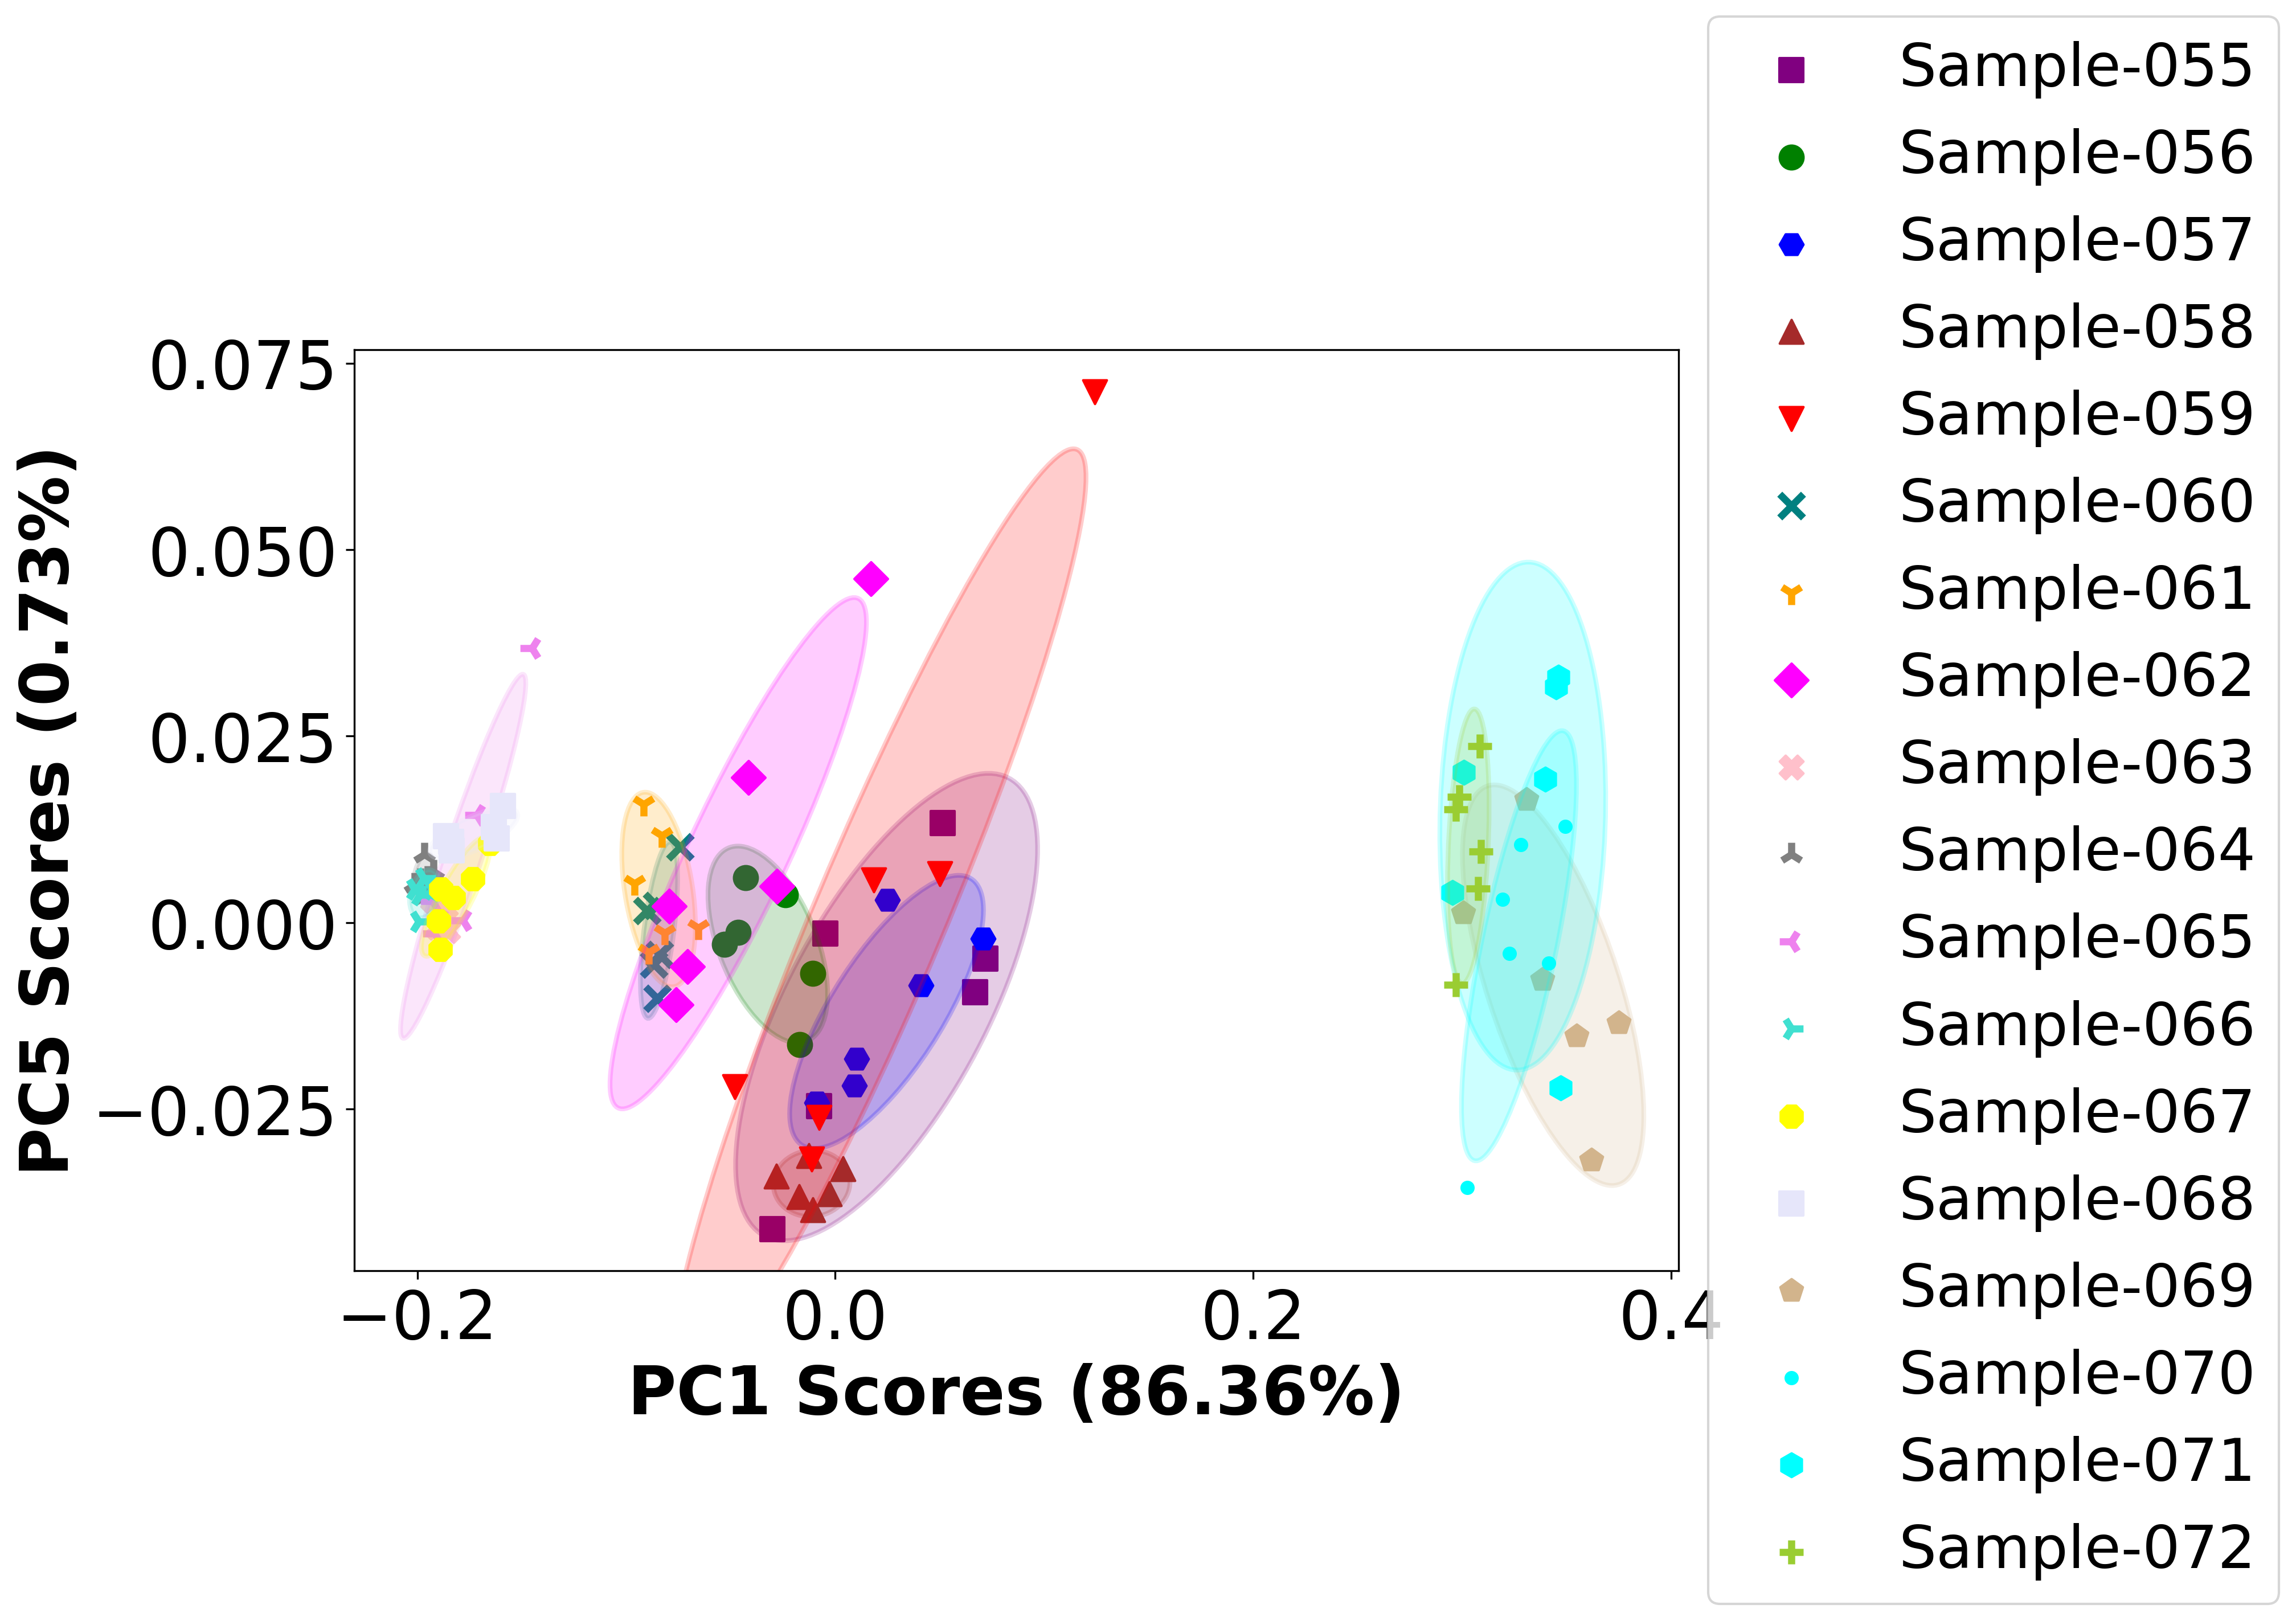 0.075
0.050
0.025
0.000
−0.025
−0.2
0.0
0.2
0.4
PC1 Scores (86.36%)
PC5 Scores (0.73%)
Sample-055
Sample-056
Sample-057
Sample-058
Sample-059
Sample-060
Sample-061
Sample-062
Sample-063
Sample-064
Sample-065
Sample-066
Sample-067
Sample-068
Sample-069
Sample-070
Sample-071
Sample-072